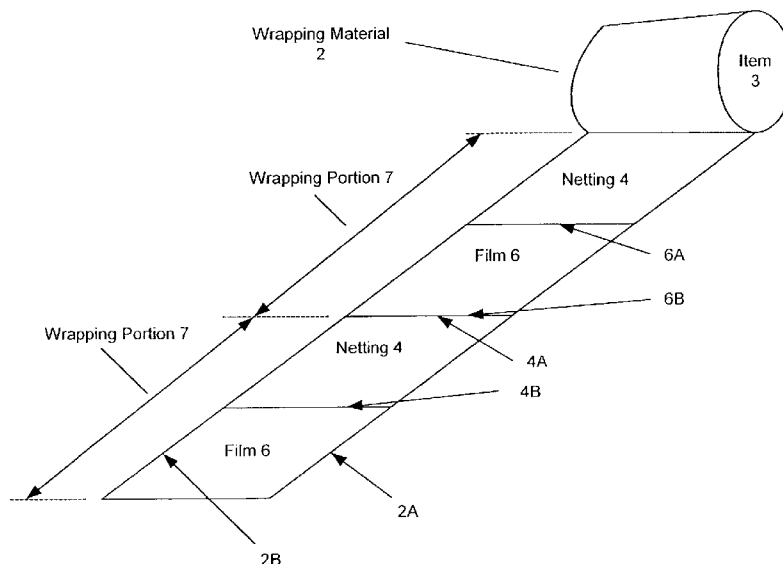 Wrapping Material
2
Item
3
Wrapping Portion 7
Netting 4
Film 6
6A
6B
Wrapping Portion 7
Netting 4
4A
4B
Film 6
2A
2B